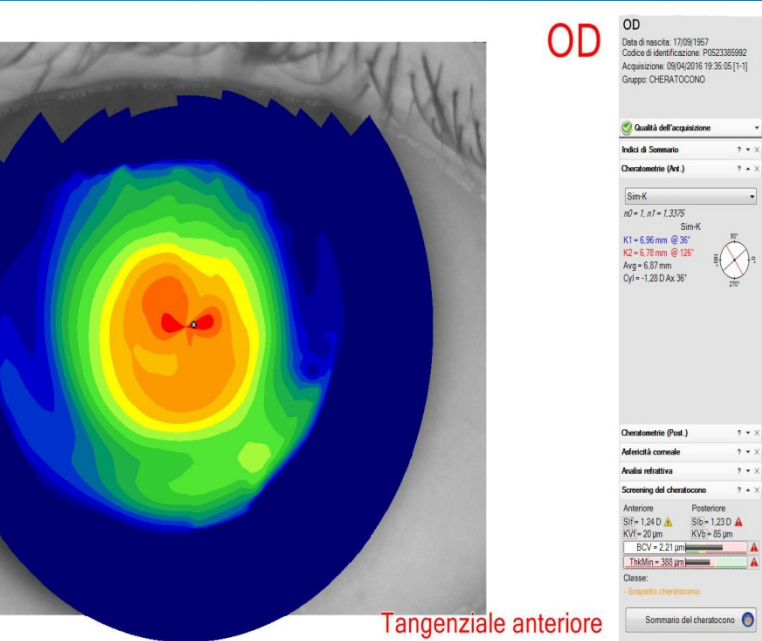 OD
OD
Data di nascita: 17/09/1957
Codice di identificazione: P0523385992
Acquisizione: 09/04/2016 19:35:05 [1-1]
Gruppo: CHERATOCONO
Qualità dell'acquisizione
Indici di Sommario
Cheratometrie (Ant.)
Sim-K
n0 = 1, n1 = 1,3375
Sim-K
K1 = 6,96 mm @ 36°
K2 = 6,78 mm @ 126°
Avg = 6,87 mm
Cyl = -1,28 D Ax 36°
90°
180°
0°
270°
Cheratometrie (Post.)
Asfericità corneale
Analisi refrattiva
Screening del cheratocono
Anteriore Posteriore
SIf = 1,24 D SIb = 1,23 D
KVf = 20 µm KVb = 85 µm
BCV = 2,21 µm
ThkMin = 388 µm
Classe:
- Sospetto cheratocono
Sommario del cheratocono
Tangenziale anteriore